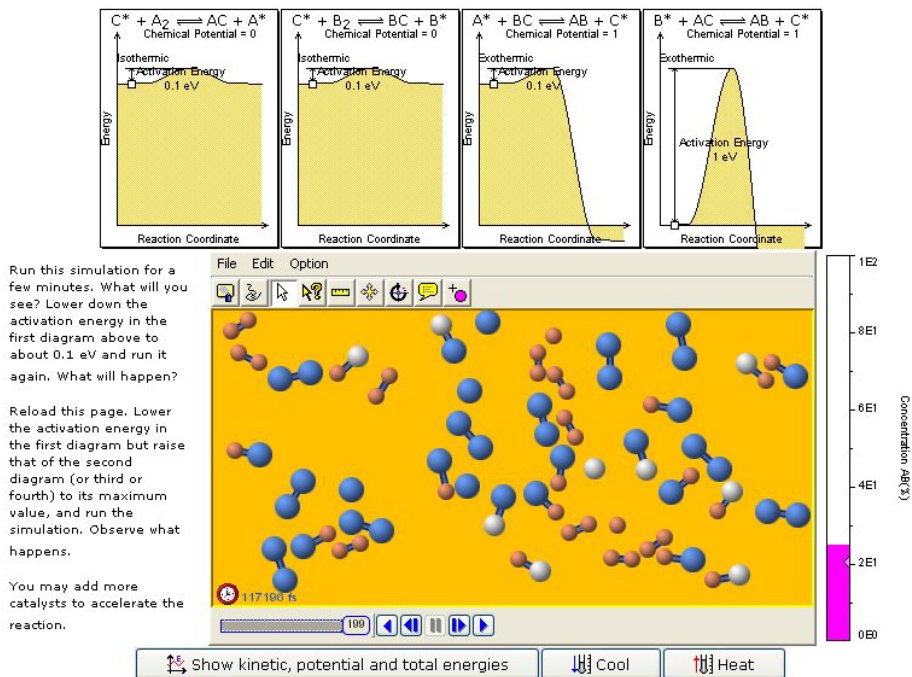 C* + A2 ⇌ AC + A*
Chemical Potential = 0
Isothermic
Activation Energy
0.1 eV
Energy
Reaction Coordinate
C* + B2 ⇌ BC + B*
Chemical Potential = 0
Isothermic
Activation Energy
0.1 eV
Energy
Reaction Coordinate
A* + BC ⇌ AB + C*
Chemical Potential = 1
Exothermic
Activation Energy
0.1 eV
Energy
Reaction Coordinate
B* + AC ⇌ AB + C*
Chemical Potential = 1
Exothermic
Activation Energy
1 eV
Energy
Reaction Coordinate
Run this simulation for a
few minutes. What will you
see? Lower down the
activation energy in the
first diagram above to
about 0.1 eV and run it
again. What will happen?
Reload this page. Lower
the activation energy in
the first diagram but raise
that of the second
diagram (or third or
fourth) to its maximum
value, and run the
simulation. Observe what
happens.
You may add more
catalysts to accelerate the
reaction.
File Edit Option
117196 fs
199
1E2
8E1
6E1
4E1
2E1
0E0
Concentration AB(%)
Show kinetic, potential and total energies
Cool
Heat